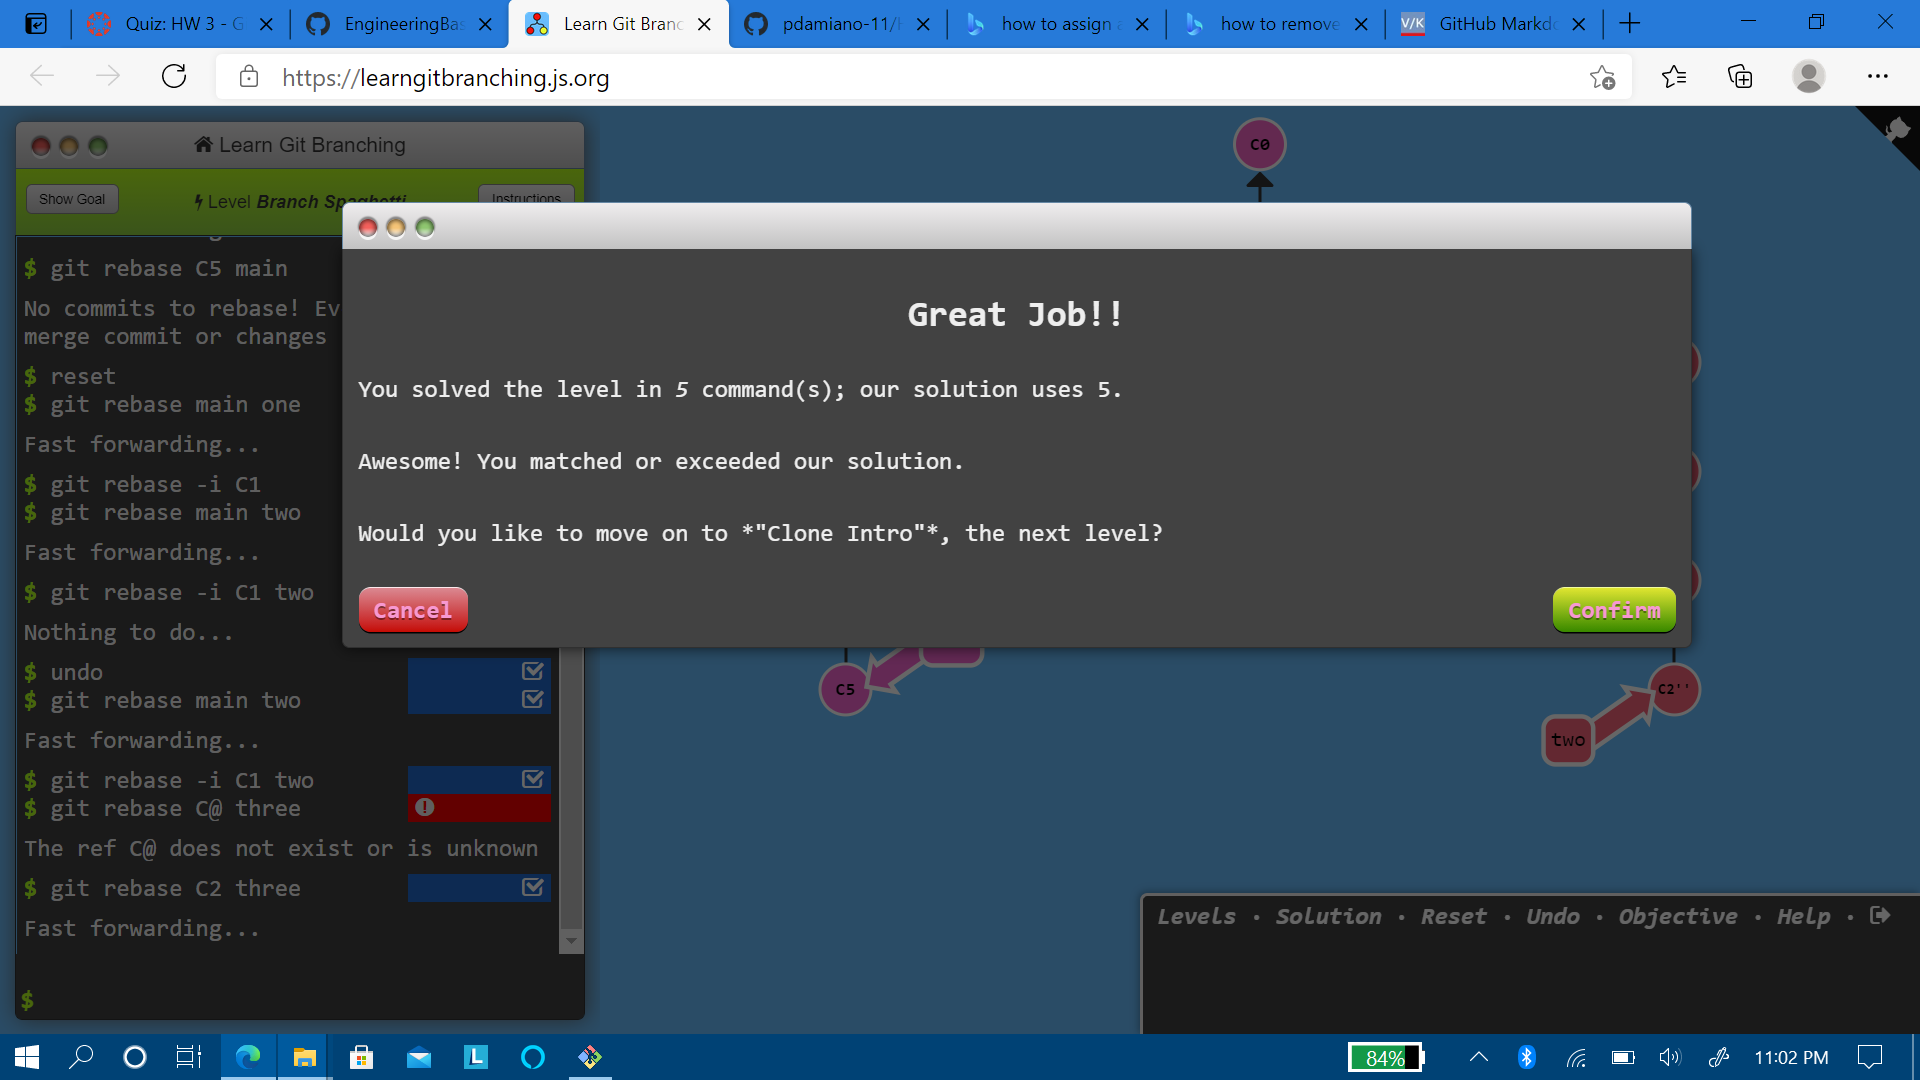 Quiz: HW 3 - G
EngineeringBas
Learn Git Branc
pdamiano-11/
how to assign
how to remove
V/K
GitHub Markdo
https://learngitbranching.js.org
Learn Git Branching
Show Goal
Level Branch Spaghetti
Instructions
$ git rebase C5 main
No commits to rebase! Ev
merge commit or changes
$ reset
$ git rebase main one
Fast forwarding...
$ git rebase -i C1
$ git rebase main two
Fast forwarding...
$ git rebase -i C1 two
Nothing to do...
$ undo
$ git rebase main two
Fast forwarding...
$ git rebase -i C1 two
$ git rebase C@ three
The ref C@ does not exist or is unknown
$ git rebase C2 three
Fast forwarding...
$
C0
Great Job!!
You solved the level in 5 command(s); our solution uses 5.
Awesome! You matched or exceeded our solution.
Would you like to move on to *"Clone Intro"*, the next level?
Cancel
Confirm
C5
C2''
two
Levels • Solution • Reset • Undo • Objective • Help •
L
84%
11:02 PM